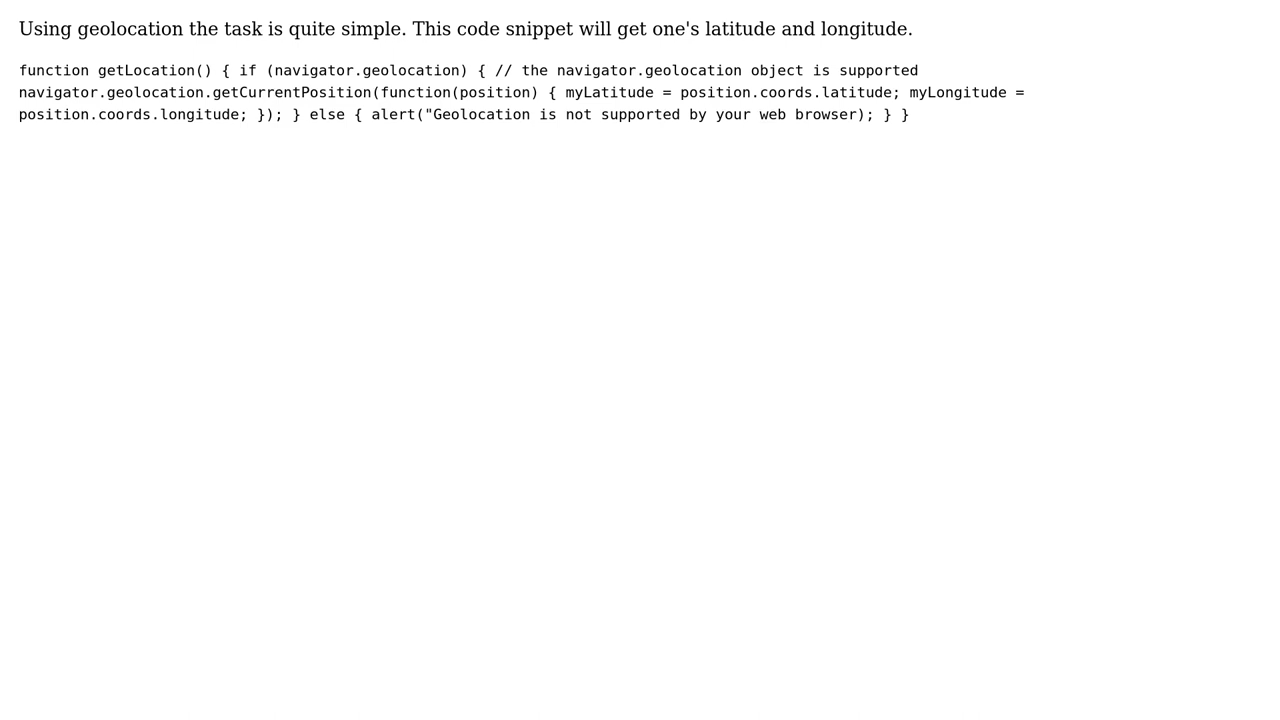 Using geolocation the task is quite simple. This code snippet will get one's latitude and longitude.
function getLocation() { if (navigator.geolocation) { // the navigator.geolocation object is supported
navigator.geolocation.getCurrentPosition(function(position) { myLatitude = position.coords.latitude; myLongitude =
position.coords.longitude; }); } else { alert("Geolocation is not supported by your web browser); } }